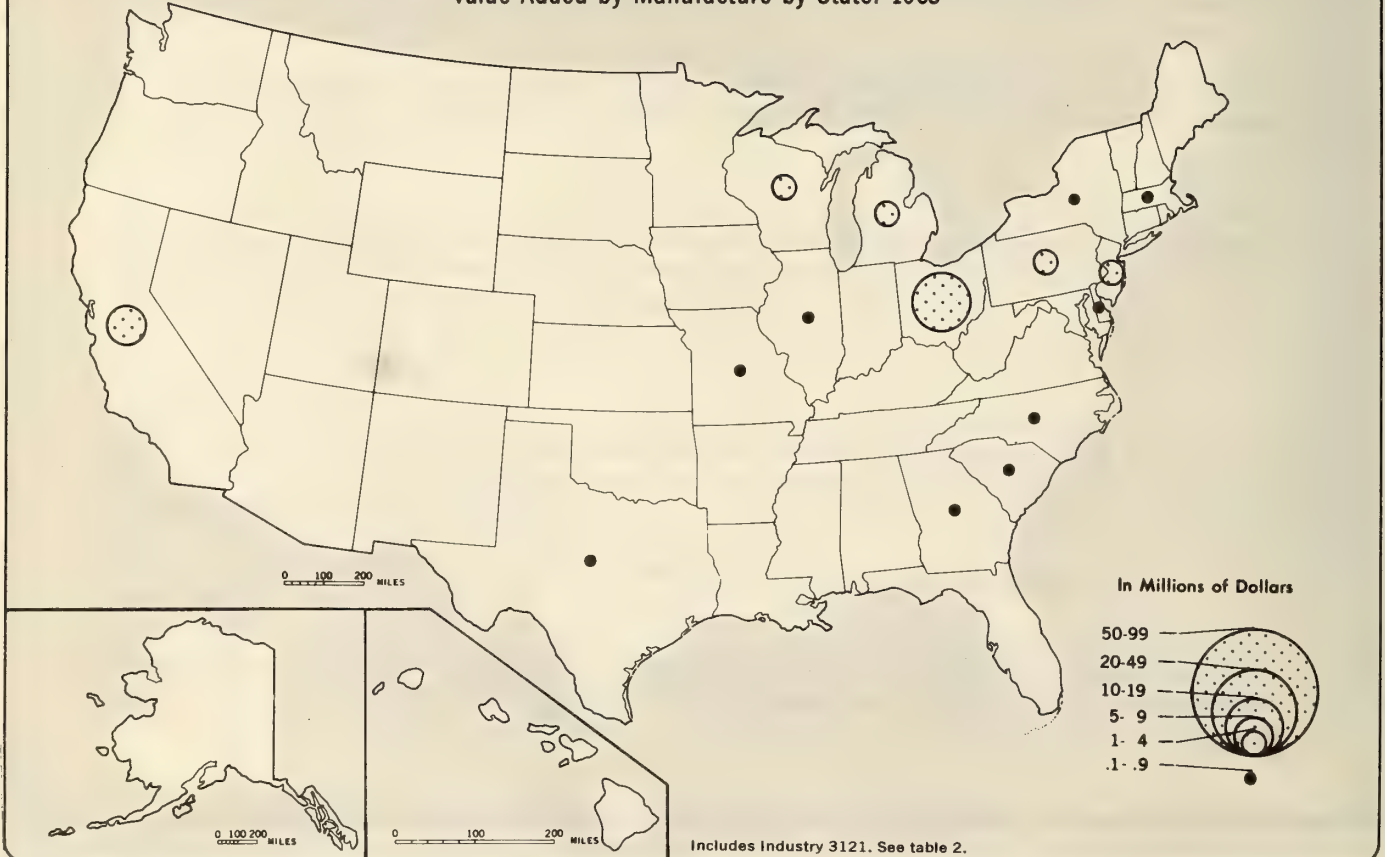 Value Added by Manufacture by State: 1963
0 100 200 MILES
In Millions of Dollars
50-99
20-49
10-19
5- 9
1- 4
.1- .9
0 100 200 MILES
0 100 200 MILES
Includes Industry 3121. See table 2.